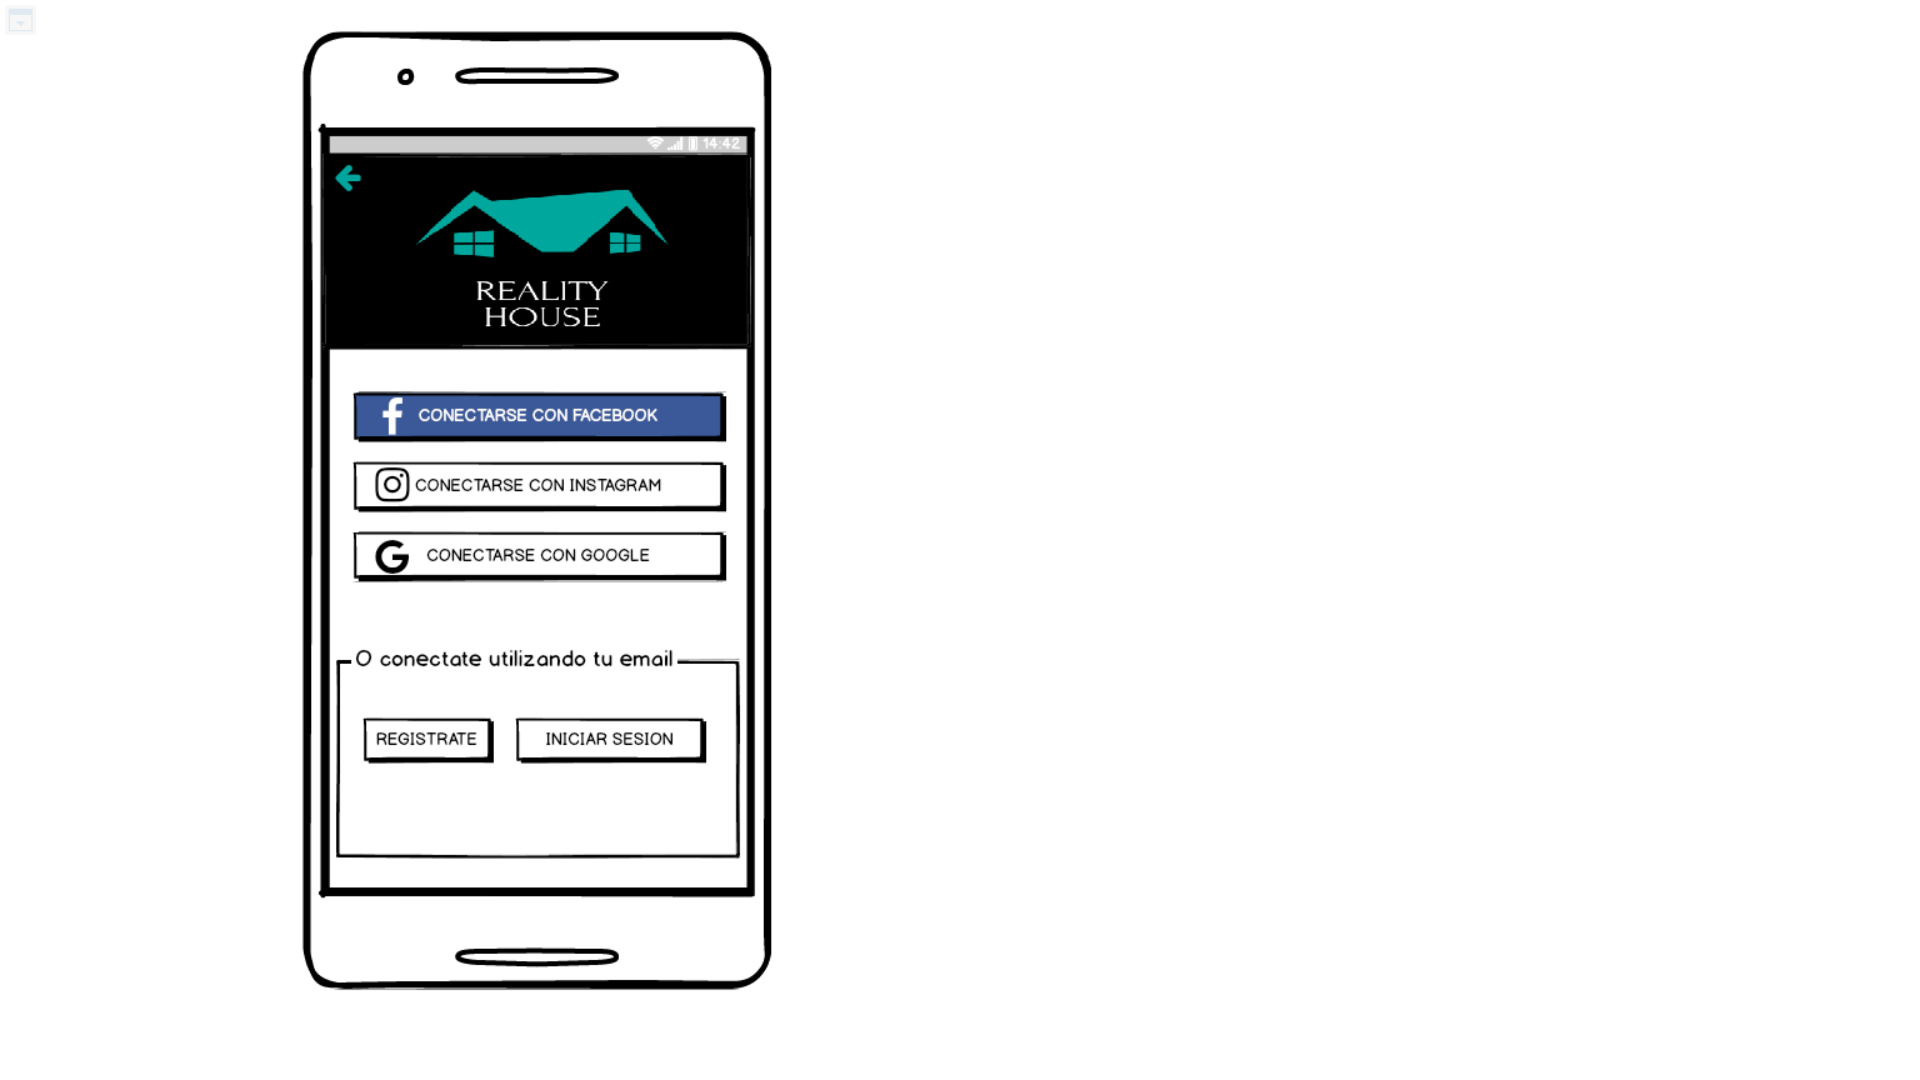 14:42
REALITY
HOUSE
CONECTARSE CON FACEBOOK
CONECTARSE CON INSTAGRAM
CONECTARSE CON GOOGLE
O conectate utilizando tu email
REGISTRATE
INICIAR SESION